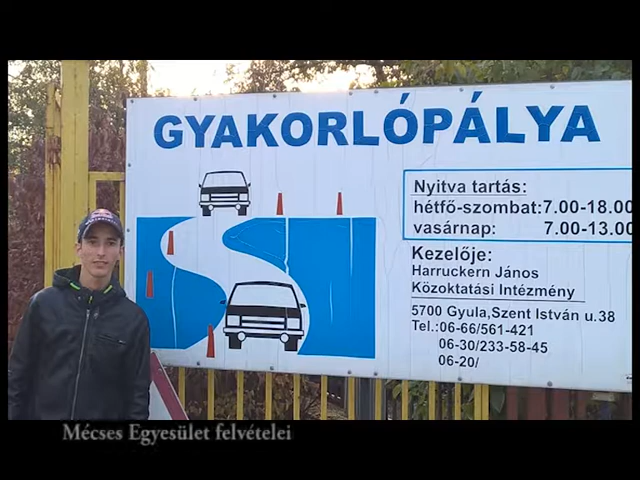 GYAKORLÓPÁLYA
Nyitva tartás:
hétfő-szombat:7.00-18.00
vasárnap: 7.00-13.00
Kezelője:
Harruckern János
Közoktatási Intézmény
5700 Gyula,Szent István u.38
Tel.:06-66/561-421
06-30/233-58-45
06-20/
Mécses Egyesület felvételei